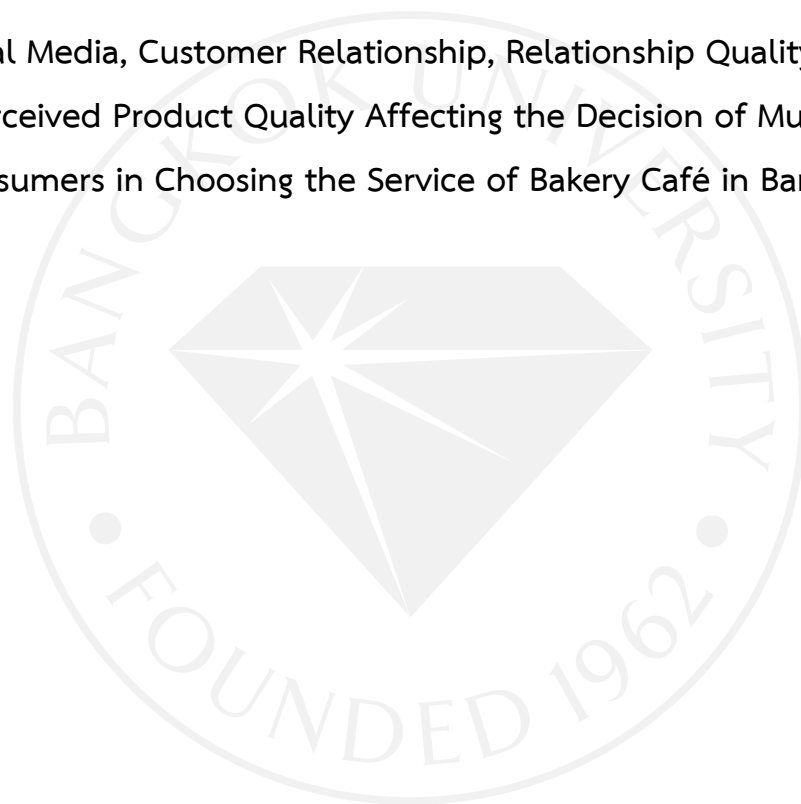 al Media, Customer Relationship, Relationship Quality
rceived Product Quality Affecting the Decision of Mu
sumers in Choosing the Service of Bakery Café in Ban
BANGKOK UNIVERSITY
• FOUNDED 1962 •